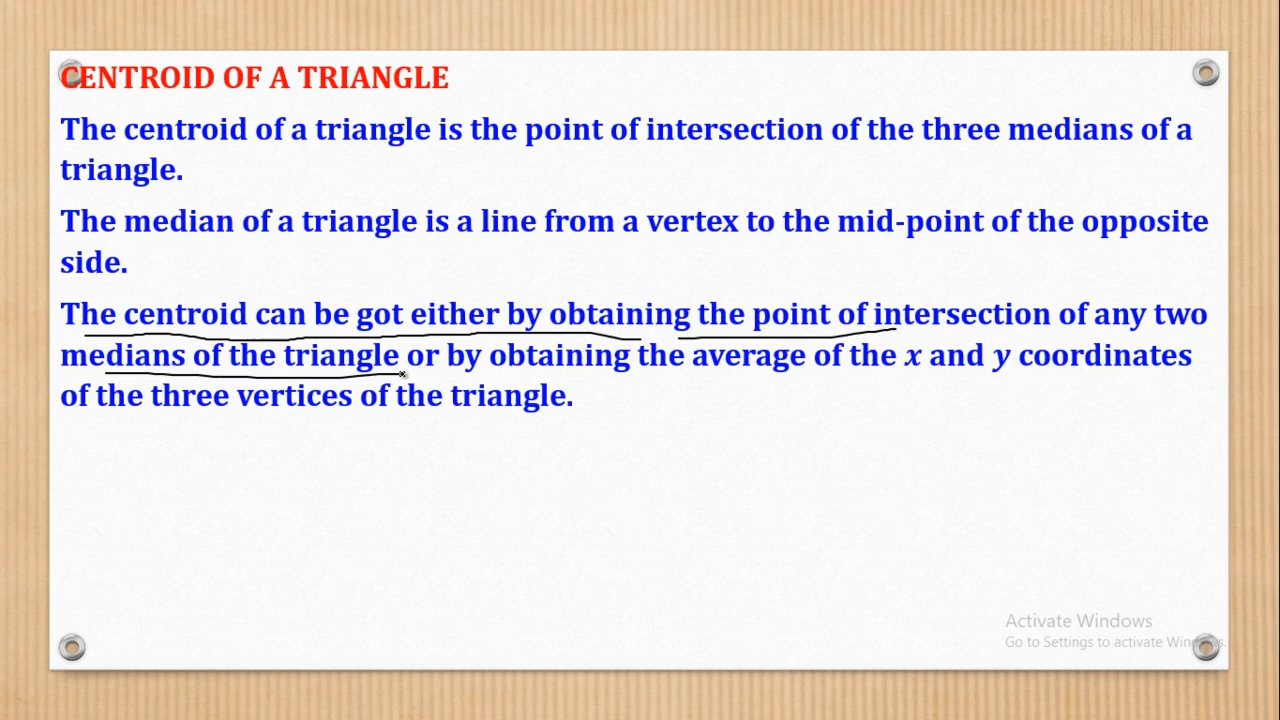 CENTROID OF A TRIANGLE
The centroid of a triangle is the point of intersection of the three medians of a
triangle.
The median of a triangle is a line from a vertex to the mid-point of the opposite
side.
The centroid can be got either by obtaining the point of intersection of any two
medians of the triangle or by obtaining the average of the x and y coordinates
of the three vertices of the triangle.
Activate Windows
Go to Settings to activate Windows.